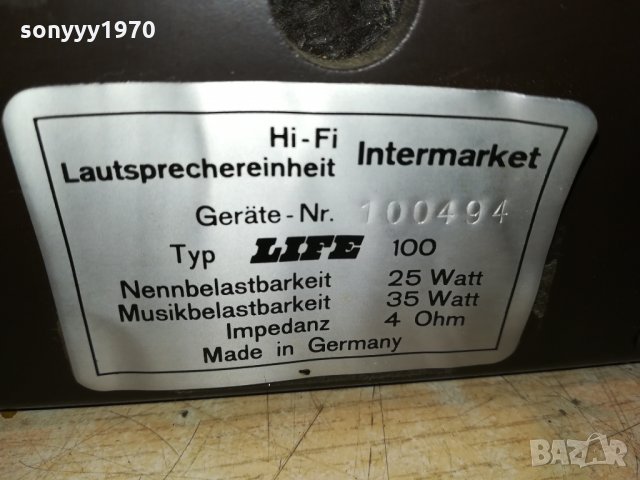 sonyyy1970
Hi-Fi
Lautsprechereinheit Intermarket
Geräte-Nr. 100494
Typ LIFE 100
Nennbelastbarkeit 25 Watt
Musikbelastbarkeit 35 Watt
Impedanz 4 Ohm
Made in Germany
BAZAR